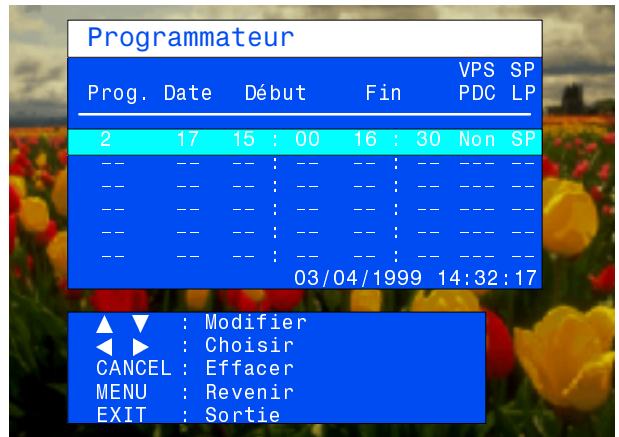 Programmateur
VPS SP
Prog. Date Début Fin PDC LP
2 17 15 : 00 16 : 30 Non SP
-- -- -- : -- -- : -- --- --
-- -- -- : -- -- : -- --- --
-- -- -- : -- -- : -- --- --
-- -- -- : -- -- : -- --- --
-- -- -- : -- -- : -- --- --
03/04/1999 14:32:17
▲ ▼ : Modifier
◀ ▶ : Choisir
CANCEL : Effacer
MENU : Revenir
EXIT : Sortie